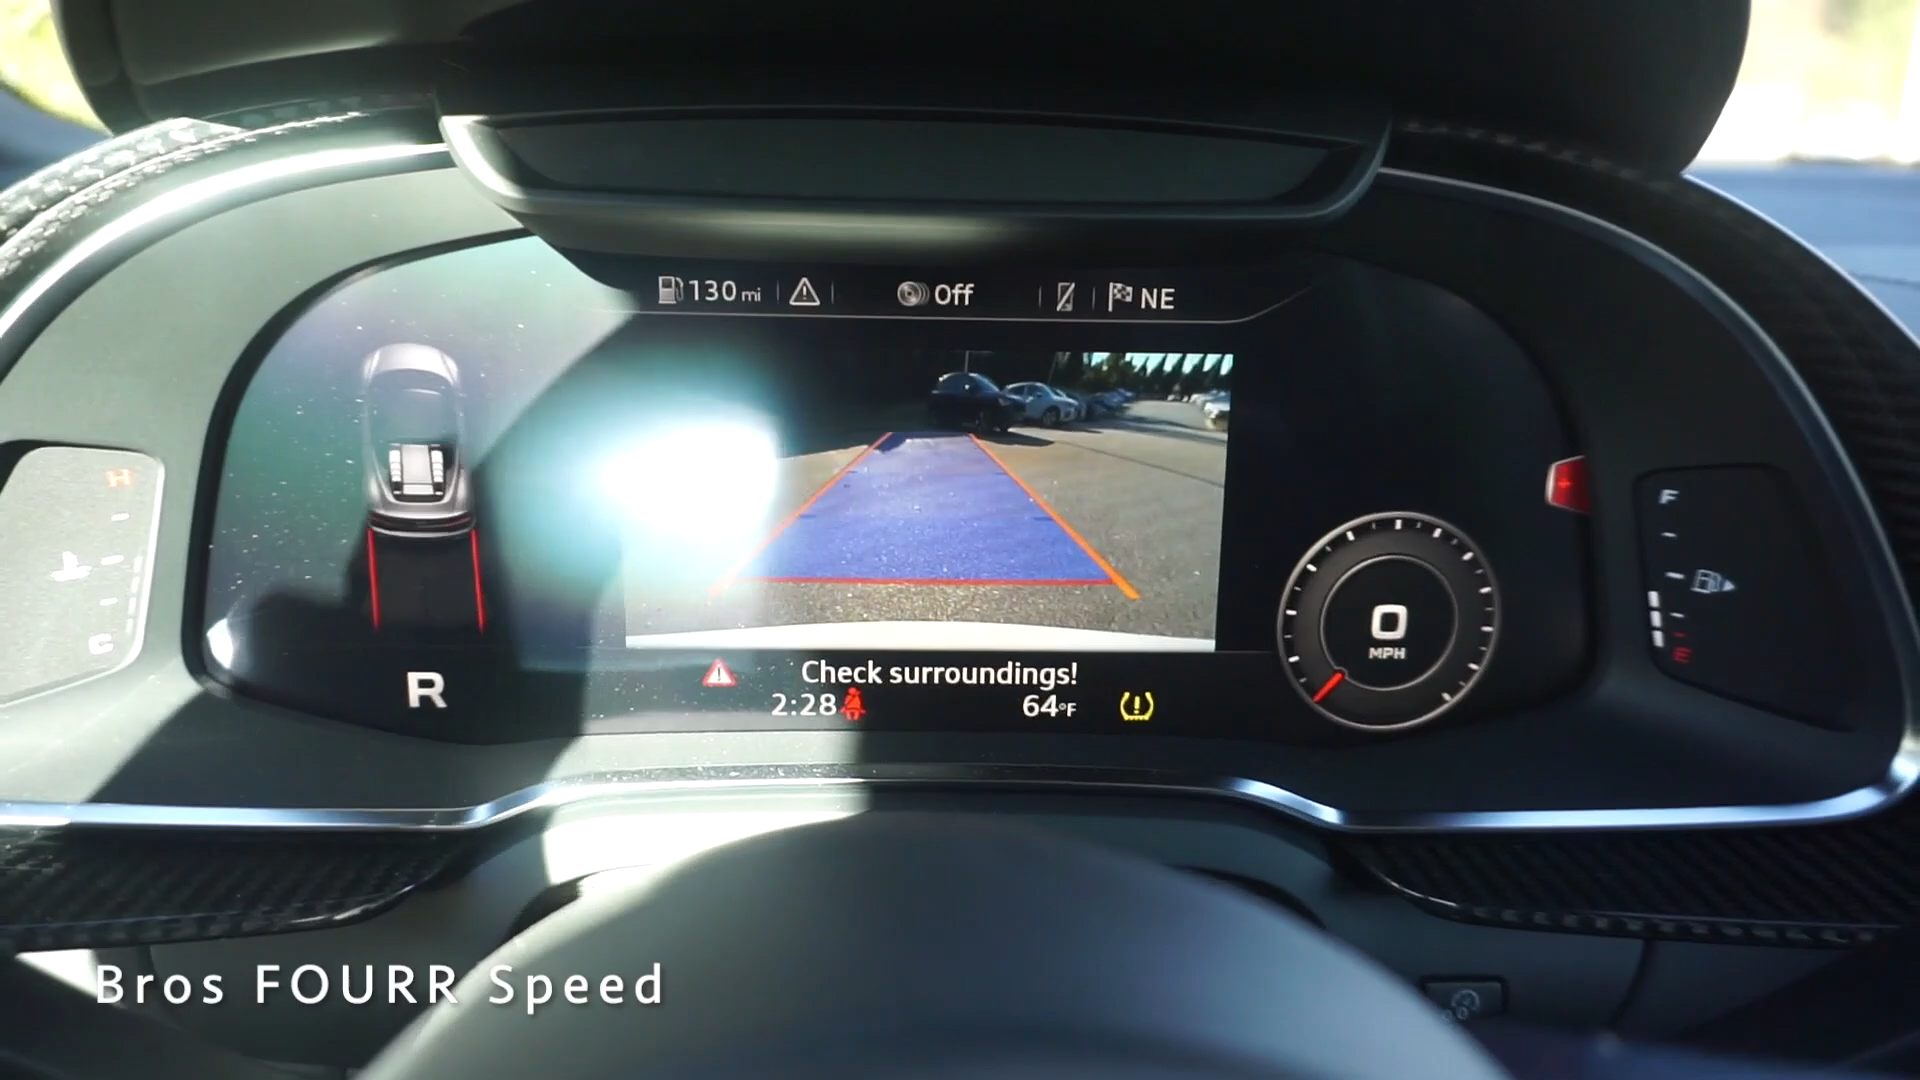 130 mi
Off
NE
H
C
F
E
R
0
MPH
Check surroundings!
2:28
64°F
Bros FOURR Speed